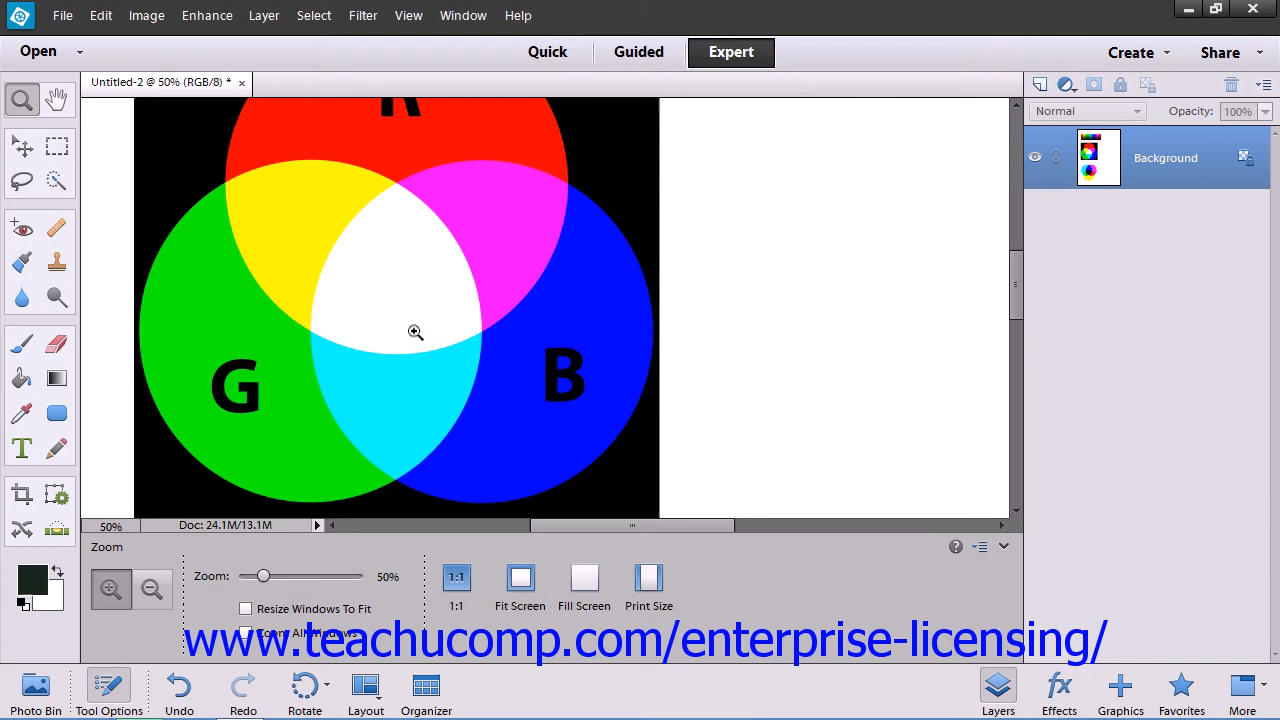 File Edit Image Enhance Layer Select Filter View Window Help
Open Quick Guided Expert Create Share
Untitled-2 @ 50% (RGB/8) * ×
Normal Opacity: 100%
Background
R
G B
50% Doc: 24.1M/13.1M
Zoom
Zoom: 50% 1:1
1:1 Fit Screen Fill Screen Print Size
Resize Windows To Fit
Zoom All Windows
www.teachucomp.com/enterprise-licensing/
Photo Bin Tool Options Undo Redo Rotate Layout Organizer Layers Effects Graphics Favorites More